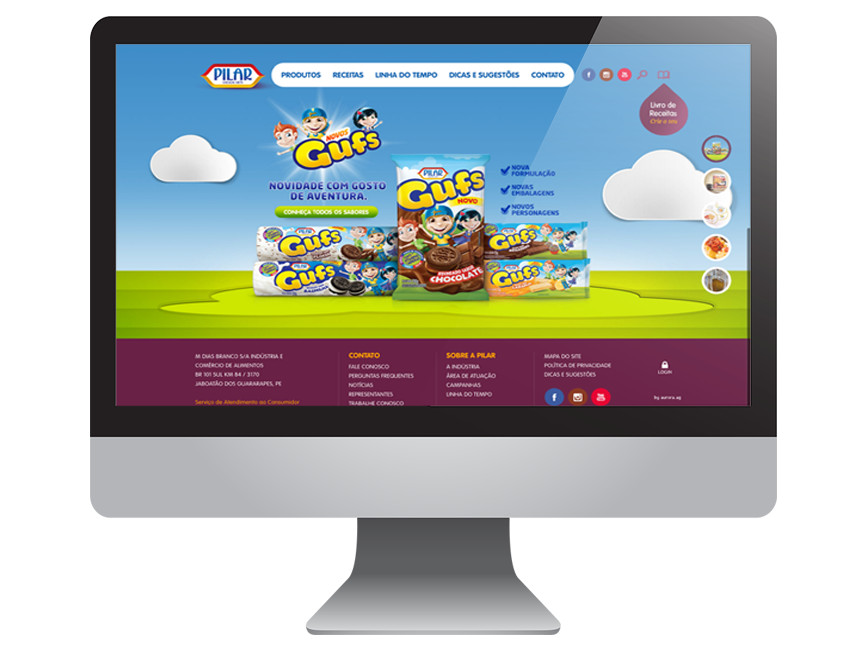 PILAR
PRODUTOS
RECEITAS
LINHA DO TEMPO
DICAS E SUGESTÕES
CONTATO
Livro de
Receitas
Crie o seu
NOVOS
Gufs
NOVIDADE COM GOSTO
DE AVENTURA.
CONHEÇA TODOS OS SABORES
PILAR
Gufs
NOVO
RECHEADO SABOR
CHOCOLATE
NOVA
FORMULAÇÃO
NOVAS
EMBALAGENS
NOVOS
PERSONAGENS
PILAR
Gufs
PILAR
Gufs
PILAR
Gufs
PILAR
Gufs
M DIAS BRANCO S/A INDÚSTRIA E
COMÉRCIO DE ALIMENTOS
BR 101 SUL KM 84 / 3170
JABOATÃO DOS GUARARAPES, PE
Serviço de Atendimento ao Consumidor
CONTATO
FALE CONOSCO
PERGUNTAS FREQUENTES
NOTÍCIAS
REPRESENTANTES
TRABALHE CONOSCO
SOBRE A PILAR
A INDÚSTRIA
ÁREA DE ATUAÇÃO
CAMPANHAS
LINHA DO TEMPO
MAPA DO SITE
POLÍTICA DE PRIVACIDADE
DICAS E SUGESTÕES
LOGIN
by aurora.ag